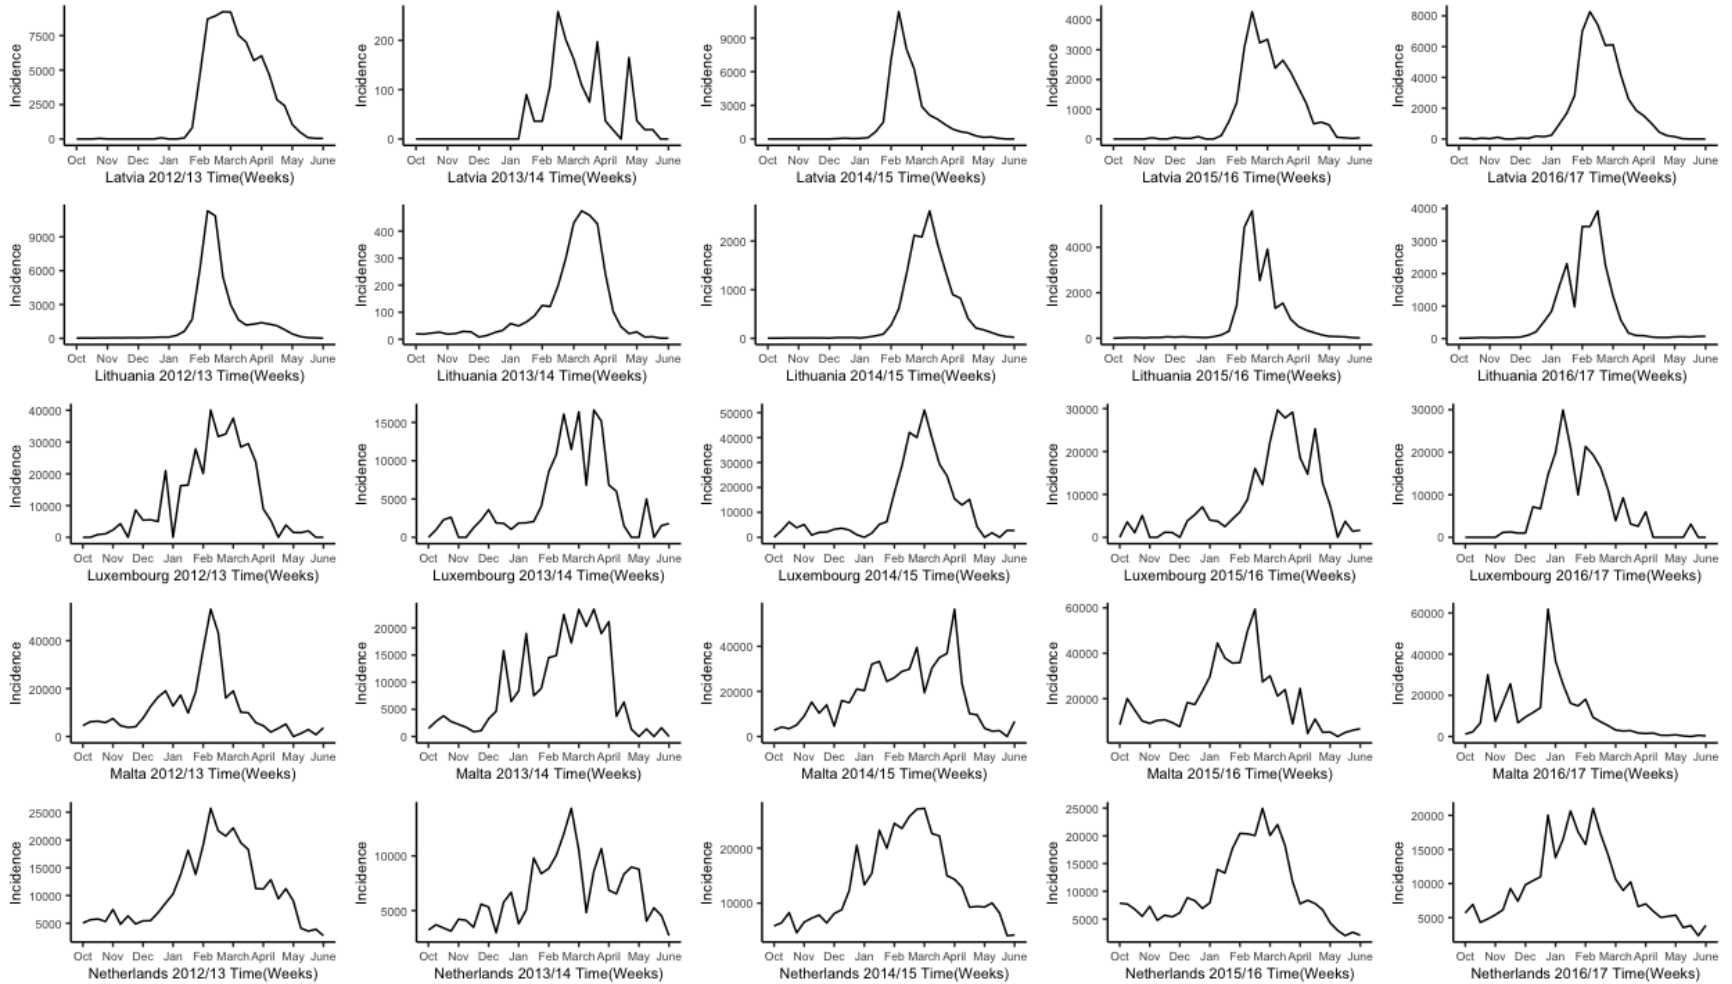 Incidence
7500
5000
2500
0
Oct Nov Dec Jan Feb March April May June
Latvia 2012/13 Time(Weeks)
Incidence
200
100
0
Oct Nov Dec Jan Feb March April May June
Latvia 2013/14 Time(Weeks)
Incidence
9000
6000
3000
0
Oct Nov Dec Jan Feb March April May June
Latvia 2014/15 Time(Weeks)
Incidence
4000
3000
2000
1000
0
Oct Nov Dec Jan Feb March April May June
Latvia 2015/16 Time(Weeks)
Incidence
8000
6000
4000
2000
0
Oct Nov Dec Jan Feb March April May June
Latvia 2016/17 Time(Weeks)
Incidence
9000
6000
3000
0
Oct Nov Dec Jan Feb March April May June
Lithuania 2012/13 Time(Weeks)
Incidence
400
300
200
100
0
Oct Nov Dec Jan Feb March April May June
Lithuania 2013/14 Time(Weeks)
Incidence
2000
1000
0
Oct Nov Dec Jan Feb March April May June
Lithuania 2014/15 Time(Weeks)
Incidence
4000
2000
0
Oct Nov Dec Jan Feb March April May June
Lithuania 2015/16 Time(Weeks)
Incidence
4000
3000
2000
1000
0
Oct Nov Dec Jan Feb March April May June
Lithuania 2016/17 Time(Weeks)
Incidence
40000
30000
20000
10000
0
Oct Nov Dec Jan Feb March April May June
Luxembourg 2012/13 Time(Weeks)
Incidence
15000
10000
5000
0
Oct Nov Dec Jan Feb March April May June
Luxembourg 2013/14 Time(Weeks)
Incidence
50000
40000
30000
20000
10000
0
Oct Nov Dec Jan Feb March April May June
Luxembourg 2014/15 Time(Weeks)
Incidence
30000
20000
10000
0
Oct Nov Dec Jan Feb March April May June
Luxembourg 2015/16 Time(Weeks)
Incidence
30000
20000
10000
0
Oct Nov Dec Jan Feb March April May June
Luxembourg 2016/17 Time(Weeks)
Incidence
40000
20000
0
Oct Nov Dec Jan Feb March April May June
Malta 2012/13 Time(Weeks)
Incidence
20000
15000
10000
5000
0
Oct Nov Dec Jan Feb March April May June
Malta 2013/14 Time(Weeks)
Incidence
40000
20000
0
Oct Nov Dec Jan Feb March April May June
Malta 2014/15 Time(Weeks)
Incidence
60000
40000
20000
Oct Nov Dec Jan Feb March April May June
Malta 2015/16 Time(Weeks)
Incidence
60000
40000
20000
0
Oct Nov Dec Jan Feb March April May June
Malta 2016/17 Time(Weeks)
Incidence
25000
20000
15000
10000
5000
Oct Nov Dec Jan Feb March April May June
Netherlands 2012/13 Time(Weeks)
Incidence
10000
5000
Oct Nov Dec Jan Feb March April May June
Netherlands 2013/14 Time(Weeks)
Incidence
20000
10000
Oct Nov Dec Jan Feb March April May June
Netherlands 2014/15 Time(Weeks)
Incidence
25000
20000
15000
10000
5000
Oct Nov Dec Jan Feb March April May June
Netherlands 2015/16 Time(Weeks)
Incidence
20000
15000
10000
5000
Oct Nov Dec Jan Feb March April May June
Netherlands 2016/17 Time(Weeks)